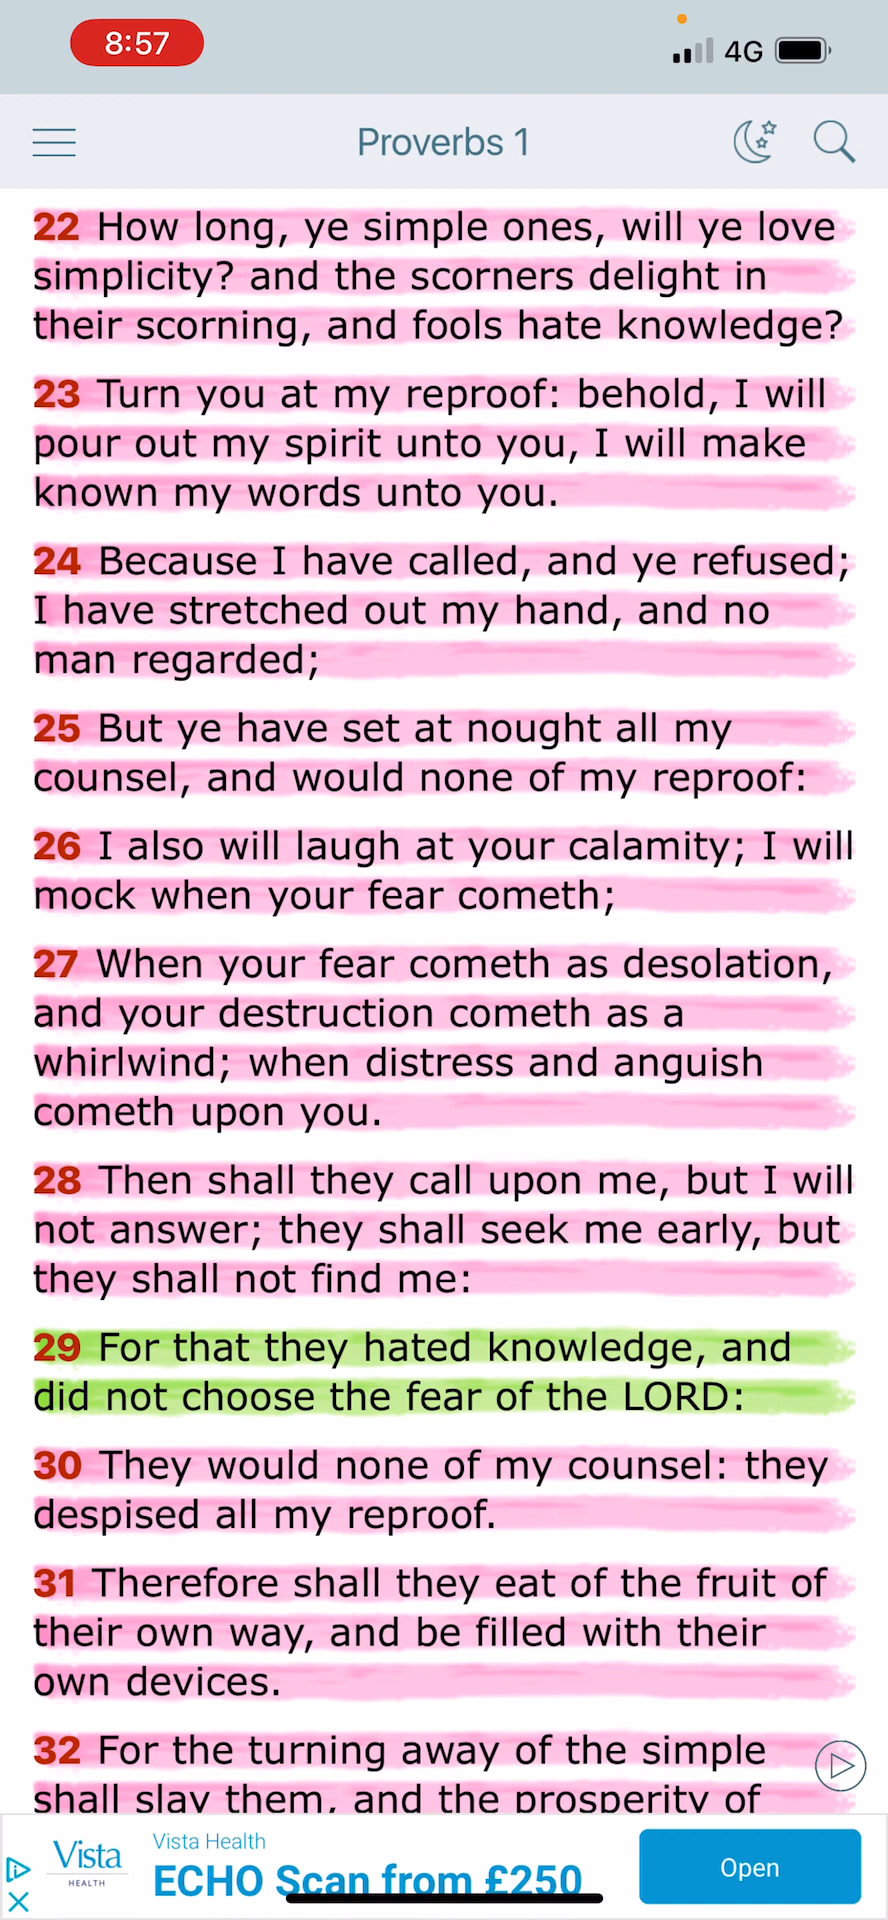 8:57
4G
Proverbs 1
22 How long, ye simple ones, will ye love
simplicity? and the scorners delight in
their scorning, and fools hate knowledge?
23 Turn you at my reproof: behold, I will
pour out my spirit unto you, I will make
known my words unto you.
24 Because I have called, and ye refused;
I have stretched out my hand, and no
man regarded;
25 But ye have set at nought all my
counsel, and would none of my reproof:
26 I also will laugh at your calamity; I will
mock when your fear cometh;
27 When your fear cometh as desolation,
and your destruction cometh as a
whirlwind; when distress and anguish
cometh upon you.
28 Then shall they call upon me, but I will
not answer; they shall seek me early, but
they shall not find me:
29 For that they hated knowledge, and
did not choose the fear of the LORD:
30 They would none of my counsel: they
despised all my reproof.
31 Therefore shall they eat of the fruit of
their own way, and be filled with their
own devices.
32 For the turning away of the simple
shall slay them, and the prosperity of
Vista
HEALTH
Vista Health
ECHO Scan from £250
Open